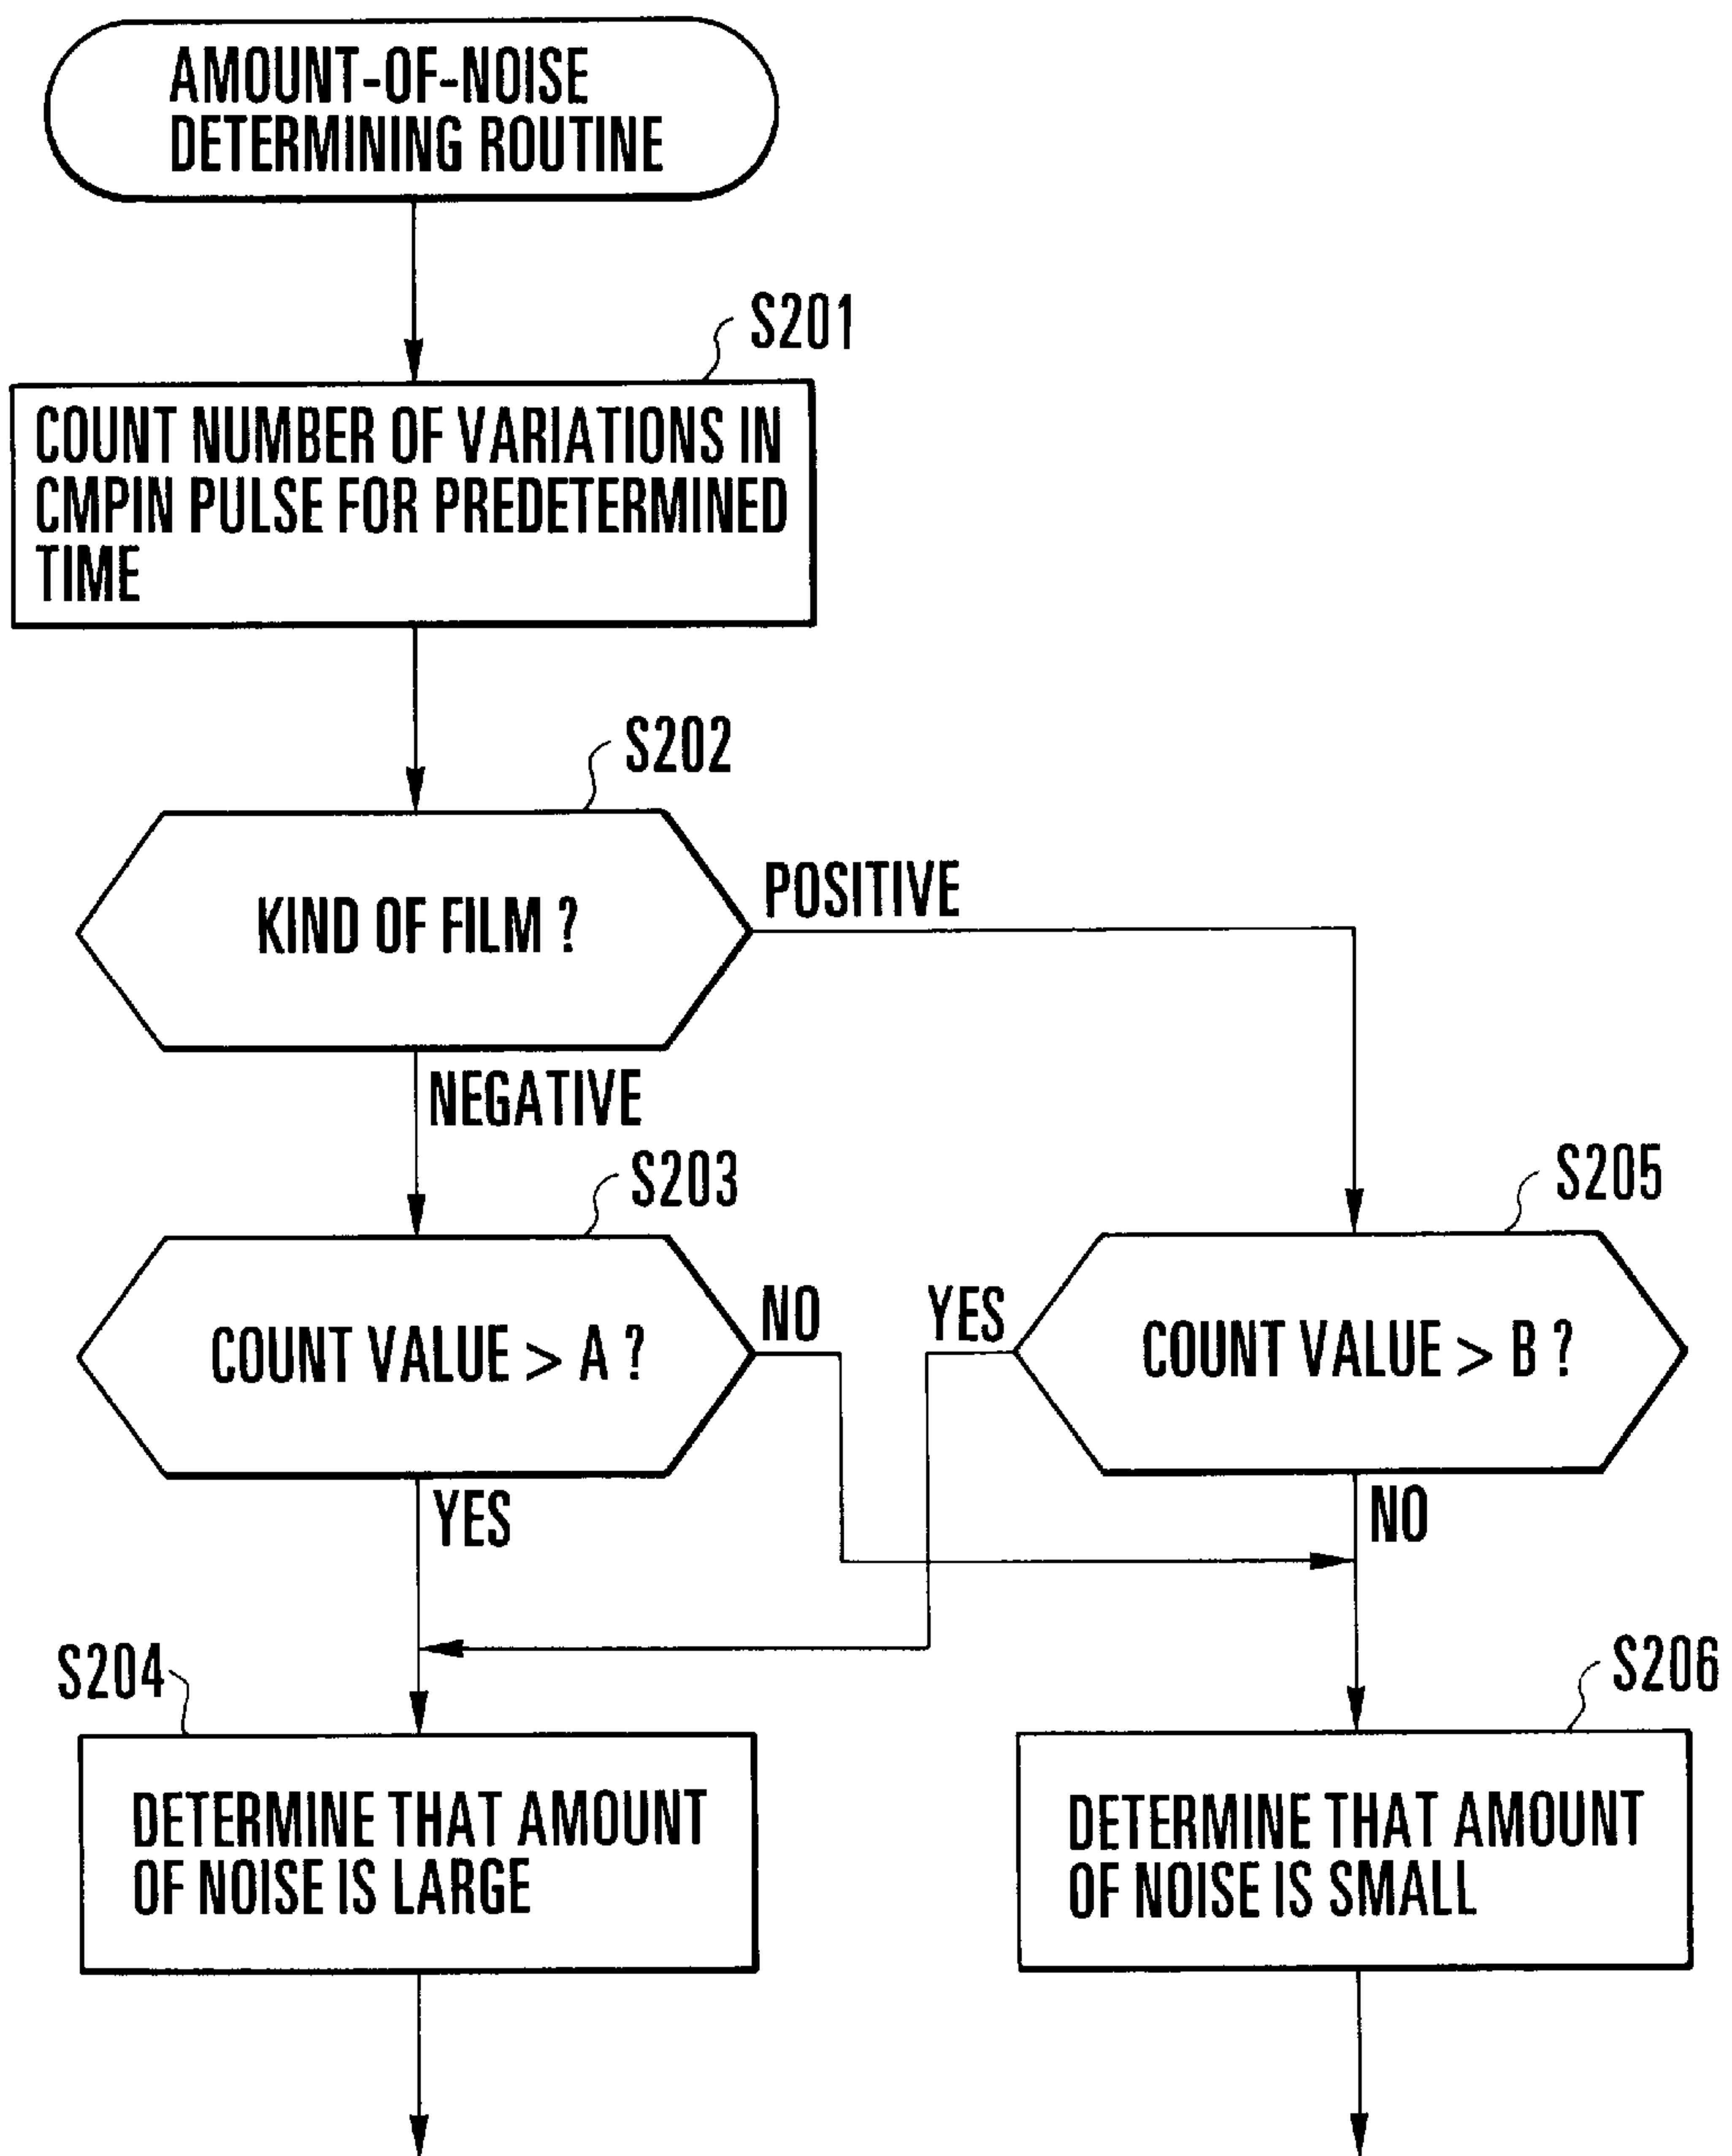 AMOUNT-OF-NOISE
DETERMINING ROUTINE
S201
COUNT NUMBER OF VARIATIONS IN
CMPIN PULSE FOR PREDETERMINED
TIME
S202
KIND OF FILM ?
POSITIVE
NEGATIVE
S203
S205
COUNT VALUE > A ?
NO
YES
COUNT VALUE > B ?
YES
NO
S204
S206
DETERMINE THAT AMOUNT
OF NOISE IS LARGE
DETERMINE THAT AMOUNT
OF NOISE IS SMALL